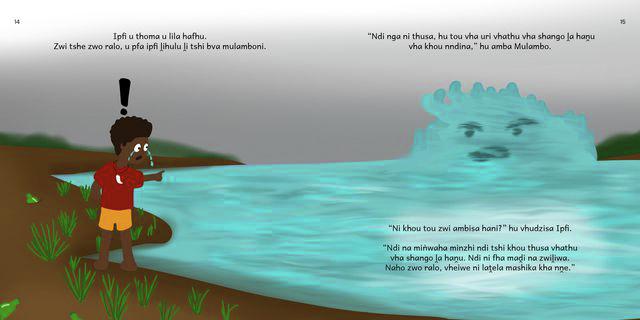 14
Ipfi u thoma u lila hafhu.
Zwi tshe zwo ralo, u pfa ipfi ḽihulu ḽi tshi bva mulamboni.
15
“Ndi nga ni thusa, hu tou vha uri vhathu vha shango ḽa haṋu
vha khou nndina,” hu amba Mulambo.
“Ni khou tou zwi ambisa hani?” hu vhudzisa Ipfi.
“Ndi na miṅwaha minzhi ndi tshi khou thusa vhathu
vha shango ḽa haṋu. Ndi ni fha maḓi na zwiḽiwa.
Naho zwo ralo, vheiwe ni laṱela mashika kha nṋe.”